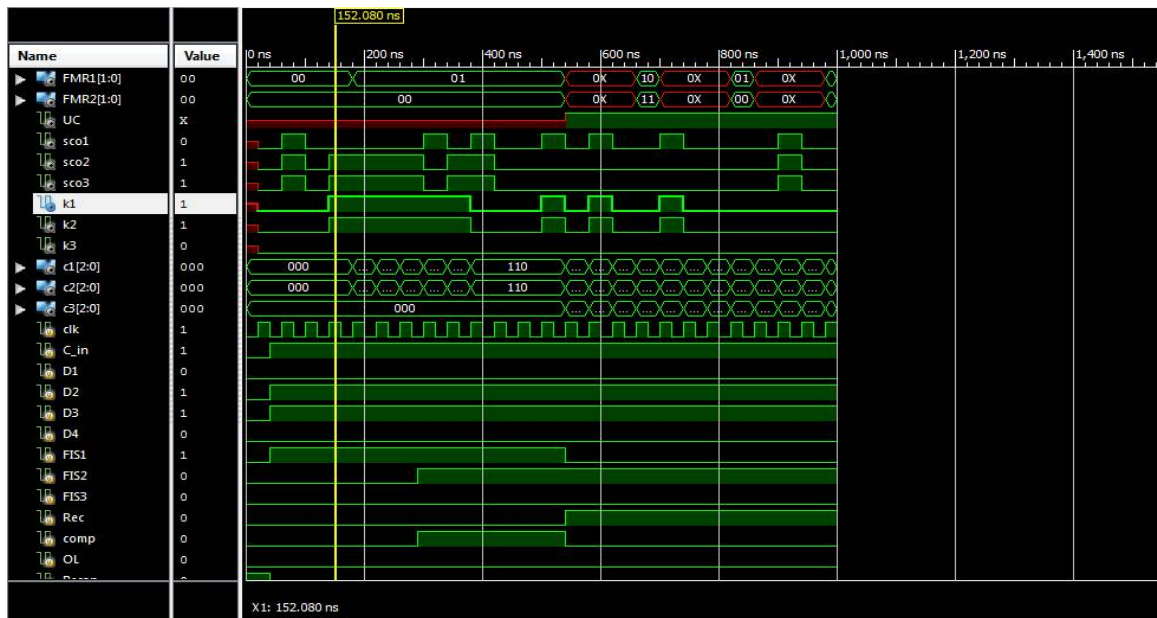 152.080 ns
Name Value 0 ns 200 ns 400 ns 600 ns 800 ns 1,000 ns 1,200 ns 1,400 ns
FMR1[1:0] 00 00 01 0X 10 0X 01 0X
FMR2[1:0] 00 00 0X 11 0X 00 0X
UC X
sco1 0
sco2 1
sco3 1
k1 1
k2 1
k3 0
c1[2:0] 000 000 ... ... ... ... ... 110 ... ... ... ... ... ... ... ... ... ... ...
c2[2:0] 000 000 ... ... ... ... ... 110 ... ... ... ... ... ... ... ... ... ... ...
c3[2:0] 000 000 ... ... ... ... ... ... ... ... ... ... ...
clk 1
C_in 1
D1 0
D2 1
D3 1
D4 0
FIS1 1
FIS2 0
FIS3 0
Rec 0
comp 0
OL 0
X1: 152.080 ns